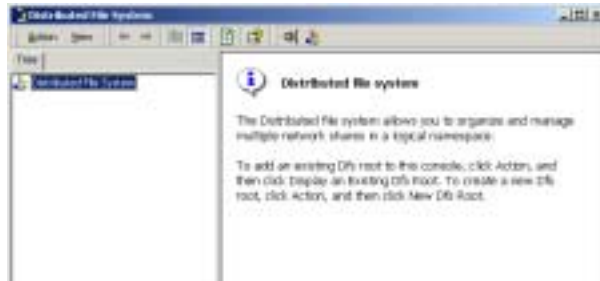 Distributed File System
Action View
Tree
Distributed File System
Distributed file system
The Distributed file system allows you to organize and manage
multiple network shares in a logical namespace.
To add an existing Dfs root to this console, click Action, and
then click Display an Existing Dfs Root. To create a new Dfs
root, click Action, and then click New Dfs Root.